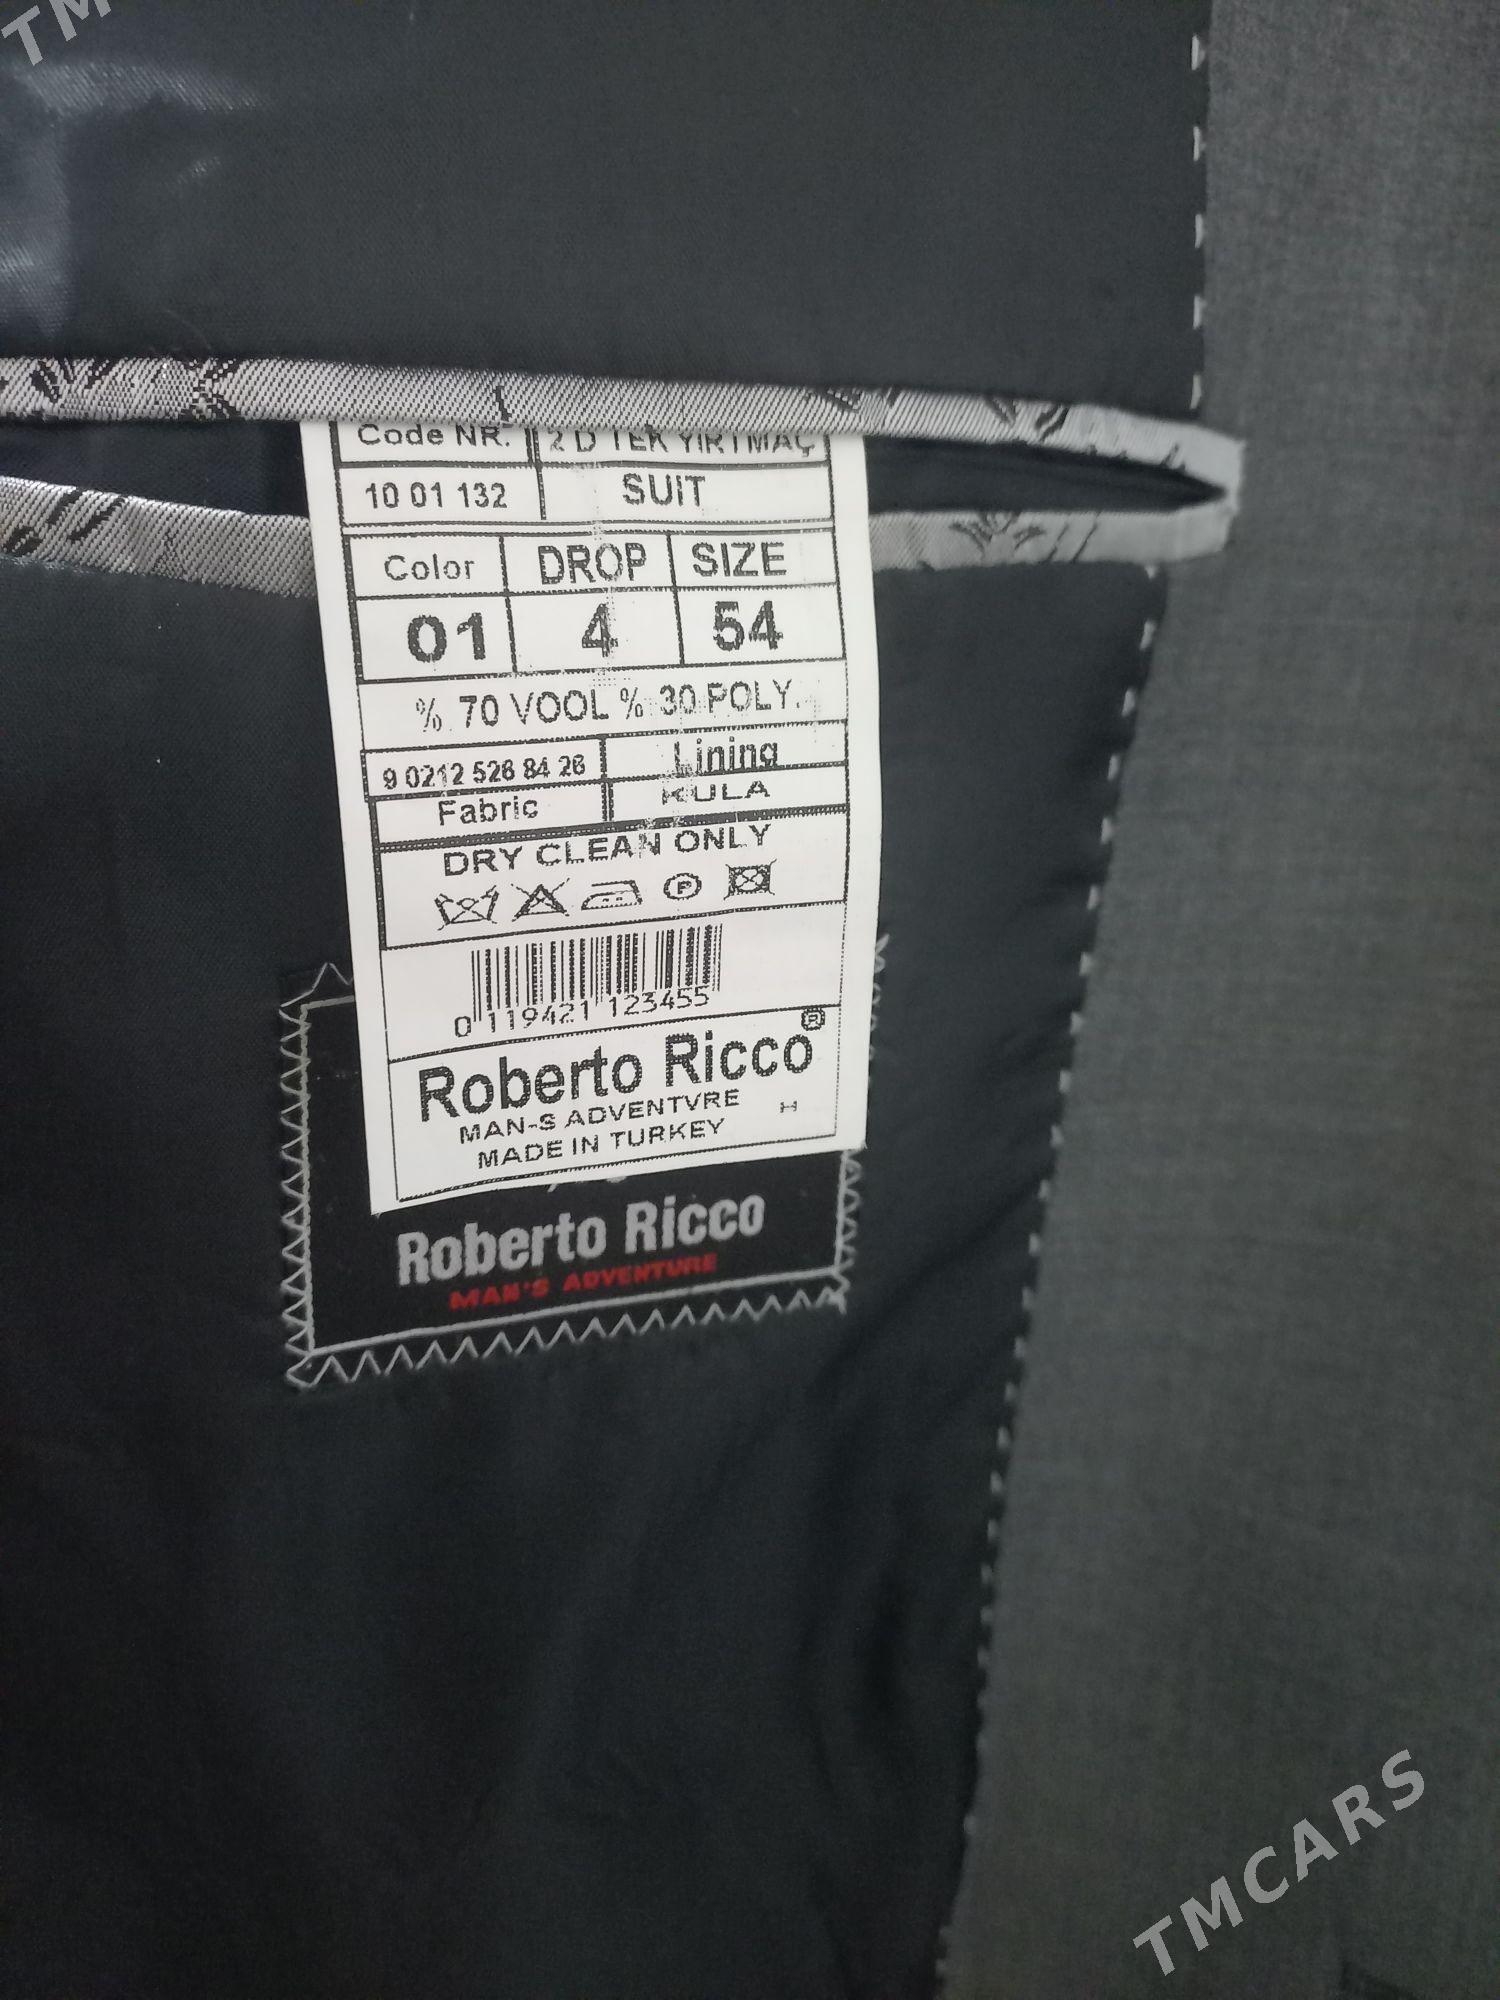 TM
Code NR. 2 D TEK YIRTMAÇ
10 01 132 SUİT
Color DROP SIZE
01 4 54
% 70 VOOL % 30 POLY.
9 0212 526 84 26 Lining
Fabric KULA
DRY CLEAN ONLY
P
0 119421 123455
Roberto Ricco®
MAN-S ADVENTVRE H
MADE IN TURKEY
Roberto Ricco
MAN'S ADVENTURE
TMCARS